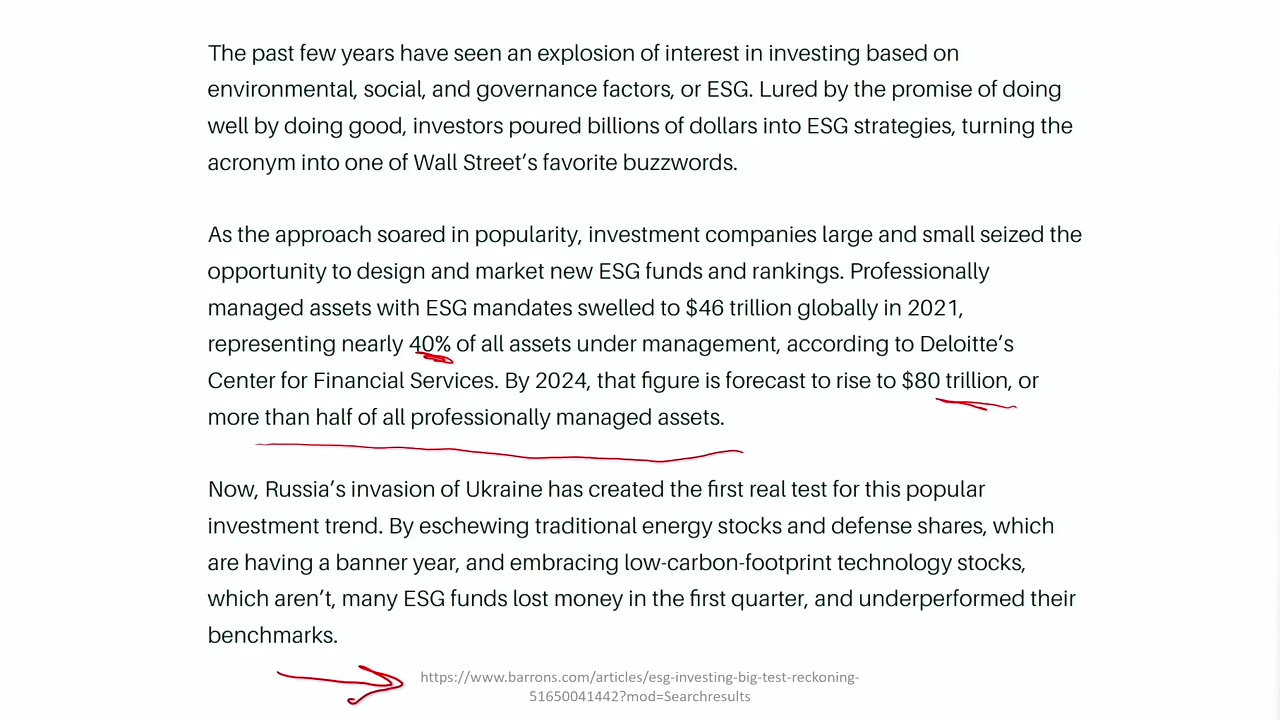 The past few years have seen an explosion of interest in investing based on
environmental, social, and governance factors, or ESG. Lured by the promise of doing
well by doing good, investors poured billions of dollars into ESG strategies, turning the
acronym into one of Wall Street’s favorite buzzwords.
As the approach soared in popularity, investment companies large and small seized the
opportunity to design and market new ESG funds and rankings. Professionally
managed assets with ESG mandates swelled to $46 trillion globally in 2021,
representing nearly 40% of all assets under management, according to Deloitte’s
Center for Financial Services. By 2024, that figure is forecast to rise to $80 trillion, or
more than half of all professionally managed assets.
Now, Russia’s invasion of Ukraine has created the first real test for this popular
investment trend. By eschewing traditional energy stocks and defense shares, which
are having a banner year, and embracing low-carbon-footprint technology stocks,
which aren’t, many ESG funds lost money in the first quarter, and underperformed their
benchmarks.
https://www.barrons.com/articles/esg-investing-big-test-reckoning-
51650041442?mod=Searchresults